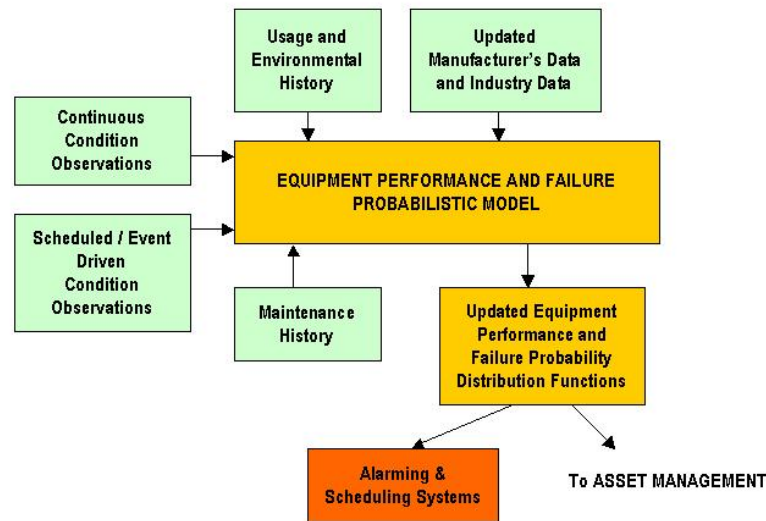 Usage and
Environmental
History
Updated
Manufacturer's Data
and Industry Data
Continuous
Condition
Observations
EQUIPMENT PERFORMANCE AND FAILURE
PROBABILISTIC MODEL
Scheduled / Event
Driven
Condition
Observations
Maintenance
History
Updated Equipment
Performance and
Failure Probability
Distribution Functions
Alarming &
Scheduling Systems
To ASSET MANAGEMENT